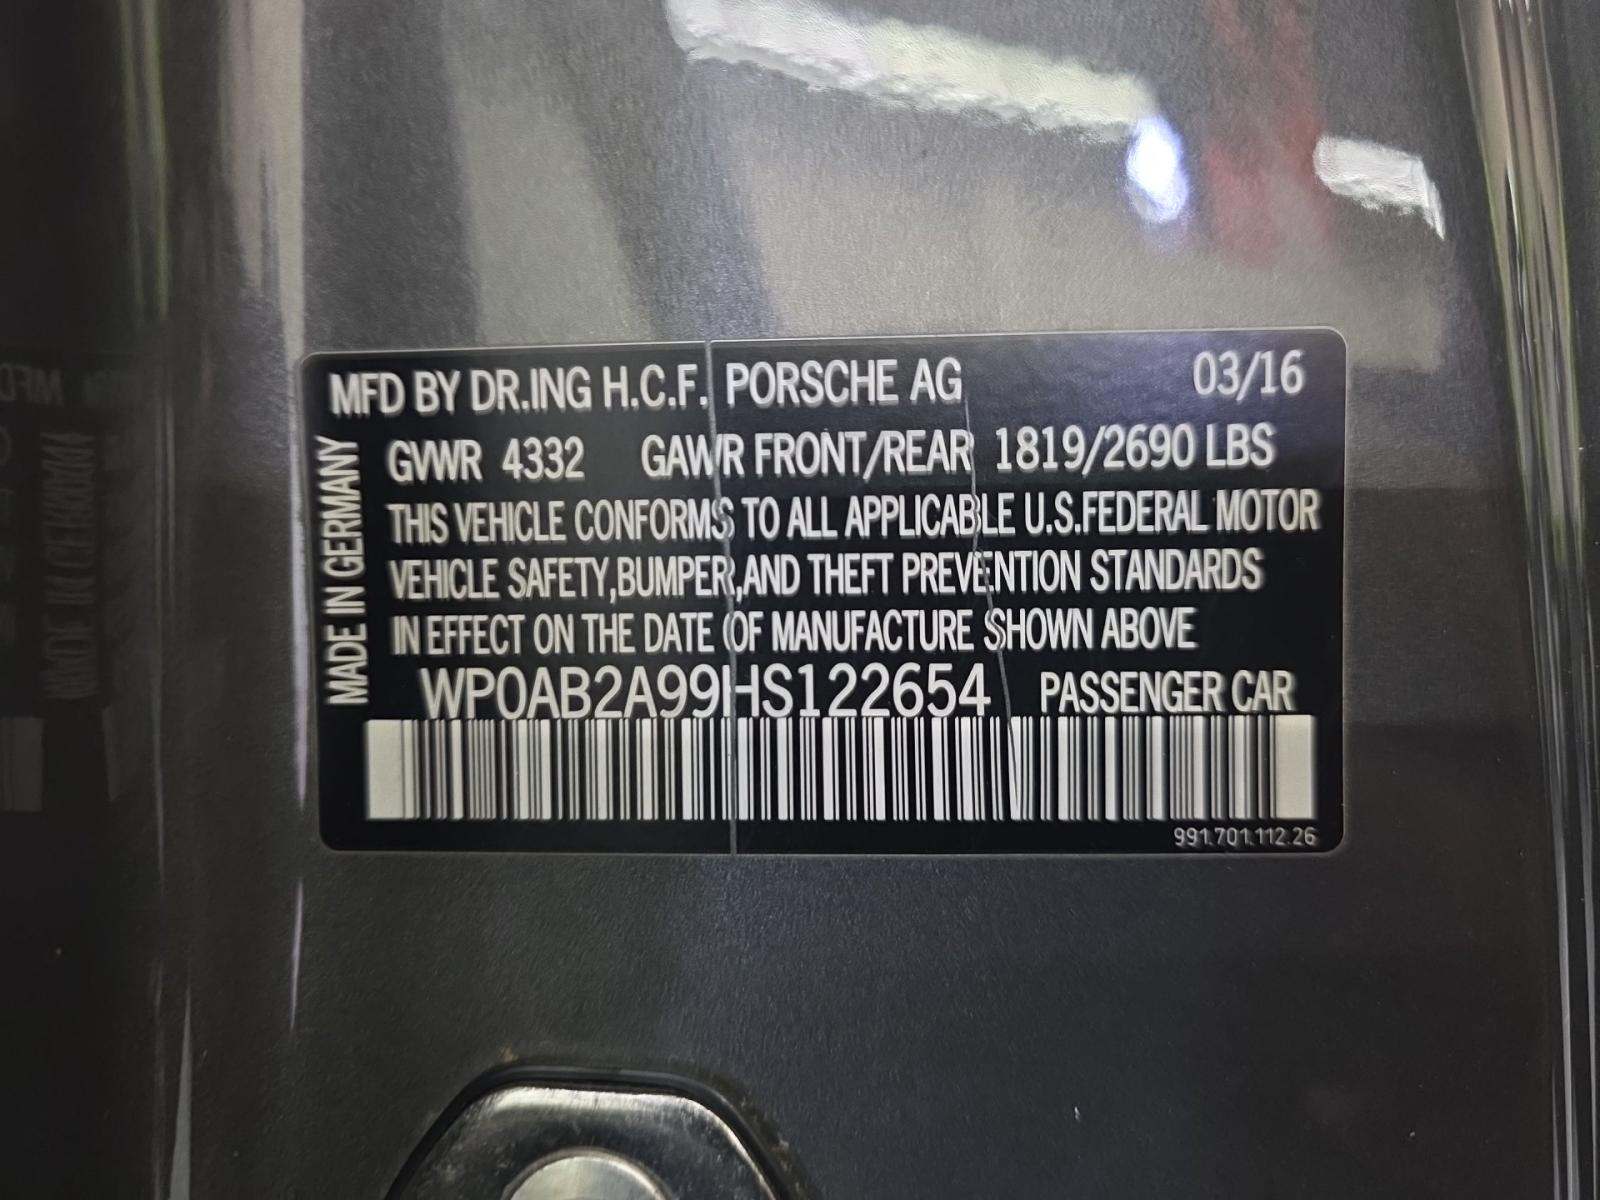 MFD BY DR.ING H.C.F. PORSCHE AG 03/16
GVWR 4332 GAWR FRONT/REAR 1819/2690 LBS
THIS VEHICLE CONFORMS TO ALL APPLICABLE U.S.FEDERAL MOTOR
VEHICLE SAFETY,BUMPER,AND THEFT PREVENTION STANDARDS
IN EFFECT ON THE DATE OF MANUFACTURE SHOWN ABOVE
WP0AB2A99HS122654 PASSENGER CAR
MADE IN GERMANY
991.701.112.26